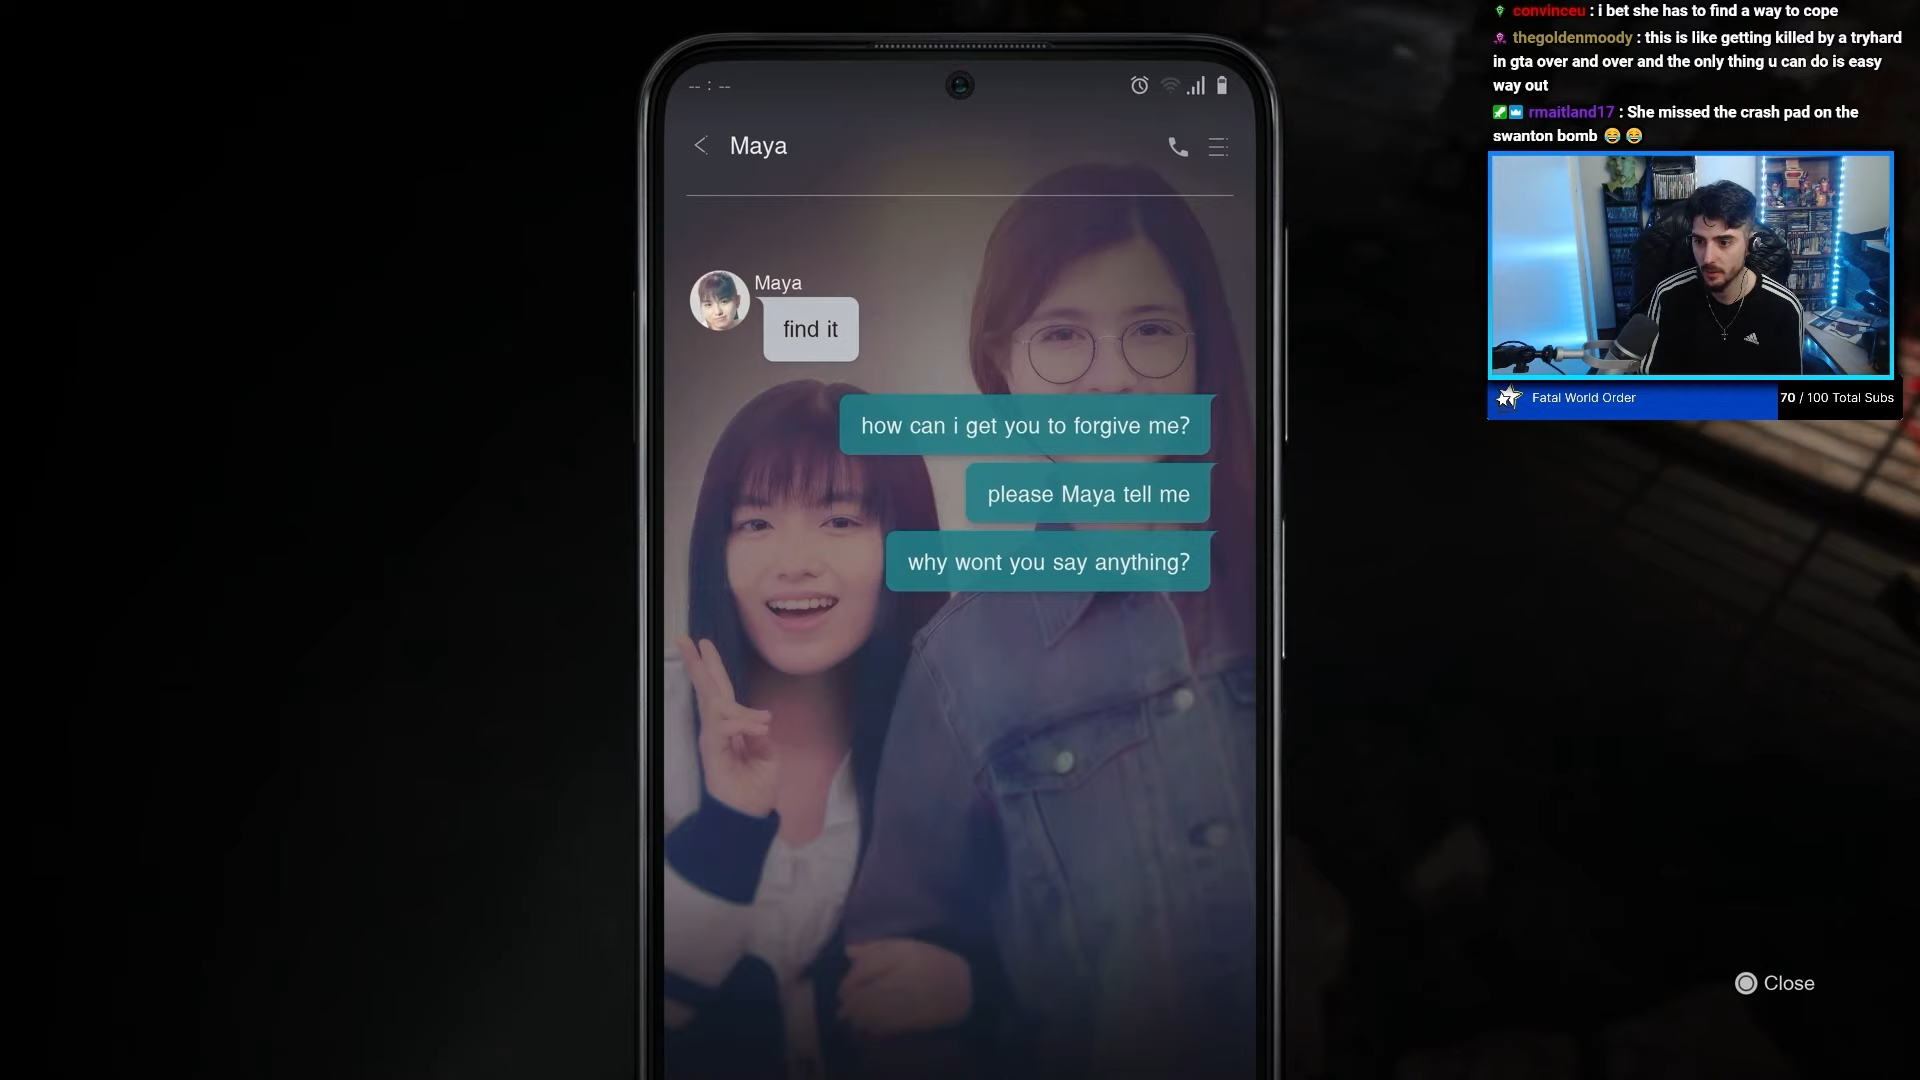 convinceu : i bet she has to find a way to cope
thegoldenmoody : this is like getting killed by a tryhard
in gta over and over and the only thing u can do is easy
way out
rmaitland17 : She missed the crash pad on the
swanton bomb 😂 😂
-- : --
Maya
Maya
find it
how can i get you to forgive me?
please Maya tell me
why wont you say anything?
Fatal World Order
70 / 100 Total Subs
Close